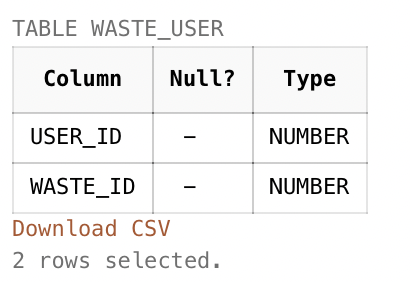 TABLE WASTE_USER
Column Null? Type
USER_ID – NUMBER
WASTE_ID – NUMBER
Download CSV
2 rows selected.